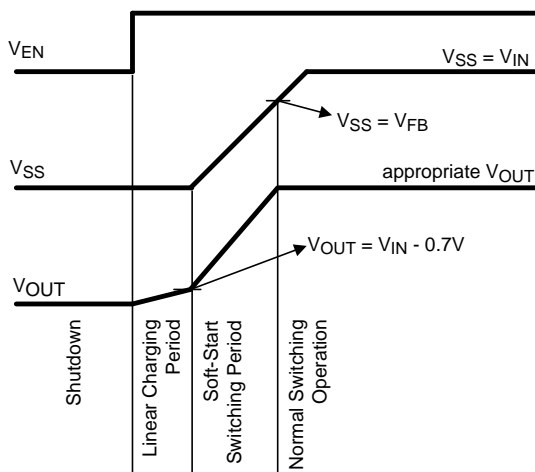 VEN
VSS = VIN
VSS = VFB
VSS
appropriate VOUT
VOUT = VIN - 0.7V
VOUT
Shutdown
Linear Charging
Period
Soft-Start
Switching Period
Normal Switching
Operation